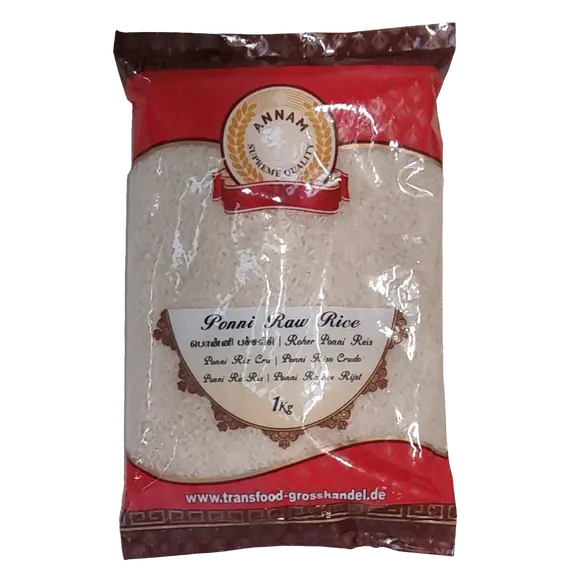 ANNAM
SUPREME QUALITY
Ponni Raw Rice
பொன்னி பச்சரிசி | Roher Ponni Reis
Ponni Riz Cru | Ponni Riso Crudo
Ponni Rå Ris | Ponni Rijst
1Kg
www.transfood-grosshandel.de